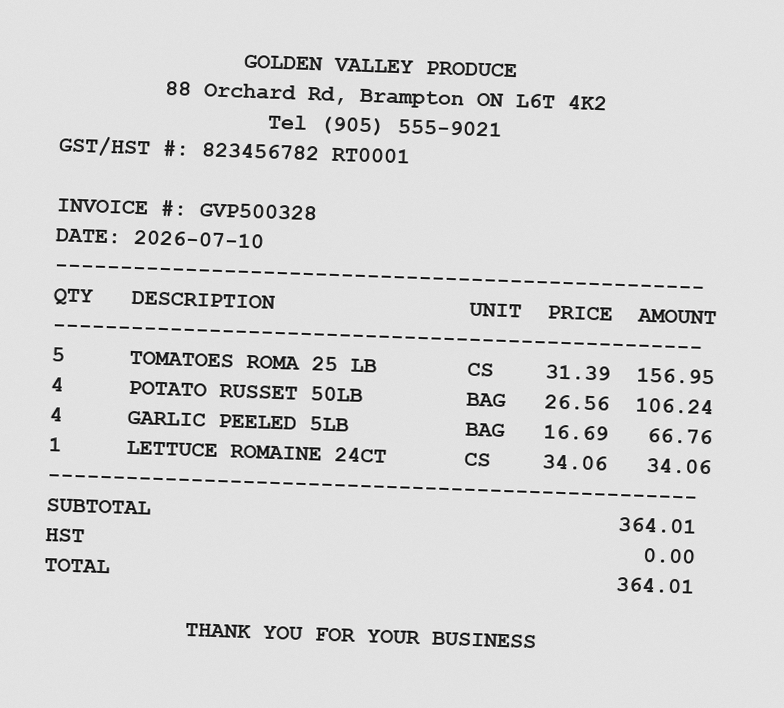 GOLDEN VALLEY PRODUCE
88 Orchard Rd, Brampton ON L6T 4K2
Tel (905) 555-9021
GST/HST #: 823456782 RT0001
INVOICE #: GVP500328
DATE: 2026-07-10
--------------------------------------------------
QTY DESCRIPTION UNIT PRICE AMOUNT
--------------------------------------------------
5 TOMATOES ROMA 25 LB CS 31.39 156.95
4 POTATO RUSSET 50LB BAG 26.56 106.24
4 GARLIC PEELED 5LB BAG 16.69 66.76
1 LETTUCE ROMAINE 24CT CS 34.06 34.06
--------------------------------------------------
SUBTOTAL 364.01
HST 0.00
TOTAL 364.01
THANK YOU FOR YOUR BUSINESS